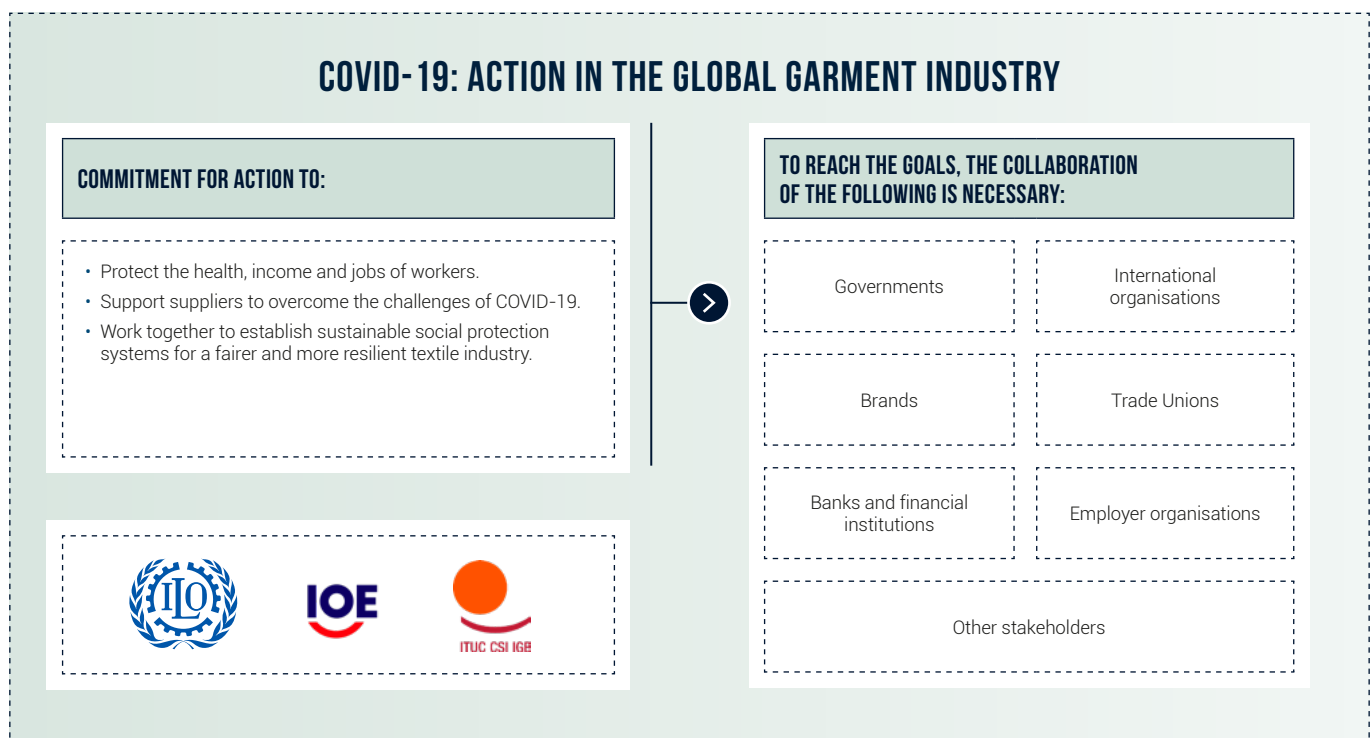 COVID-19: ACTION IN THE GLOBAL GARMENT INDUSTRY
COMMITMENT FOR ACTION TO:
• Protect the health, income and jobs of workers.
• Support suppliers to overcome the challenges of COVID-19.
• Work together to establish sustainable social protection
systems for a fairer and more resilient textile industry.
ILO
IOE
ITUC CSI IGB
TO REACH THE GOALS, THE COLLABORATION
OF THE FOLLOWING IS NECESSARY:
Governments
International
organisations
Brands
Trade Unions
Banks and financial
institutions
Employer organisations
Other stakeholders